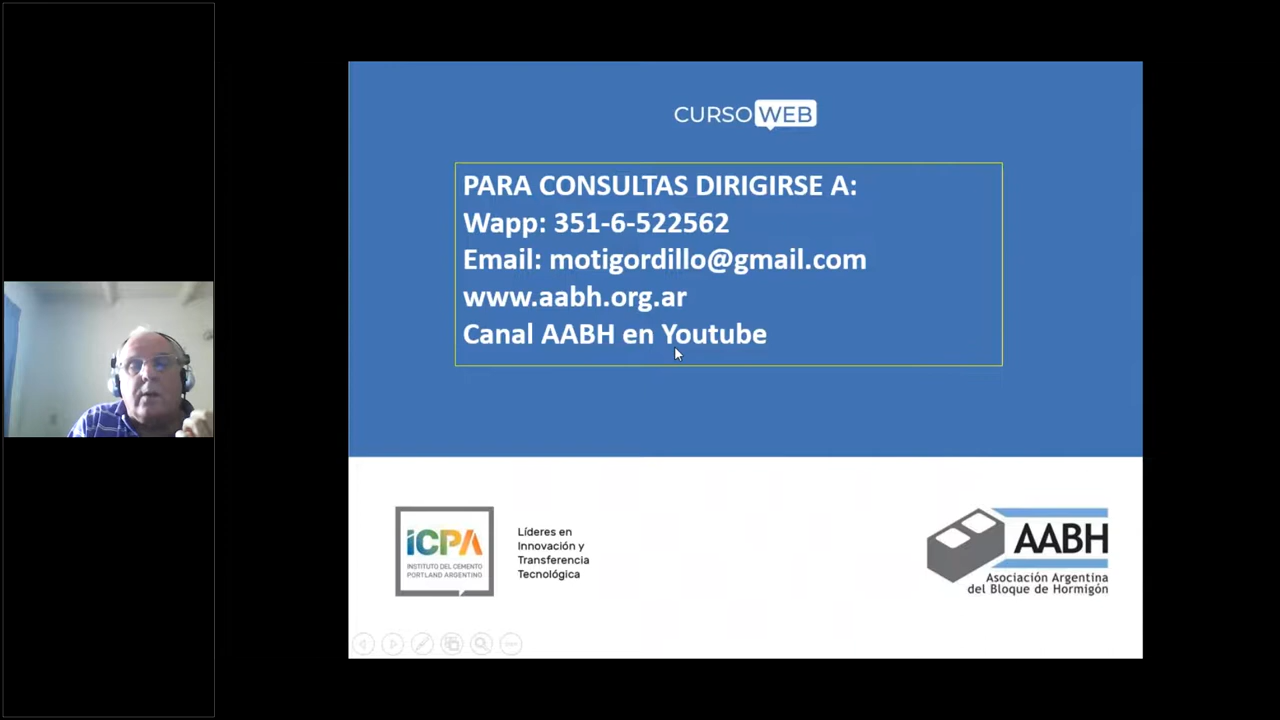 CURSO WEB
PARA CONSULTAS DIRIGIRSE A:
Wapp: 351-6-522562
Email: motigordillo@gmail.com
www.aabh.org.ar
Canal AABH en Youtube
iCPA
INSTITUTO DEL CEMENTO
PORTLAND ARGENTINO
Líderes en
Innovación y
Transferencia
Tecnológica
AABH
Asociación Argentina
del Bloque de Hormigón